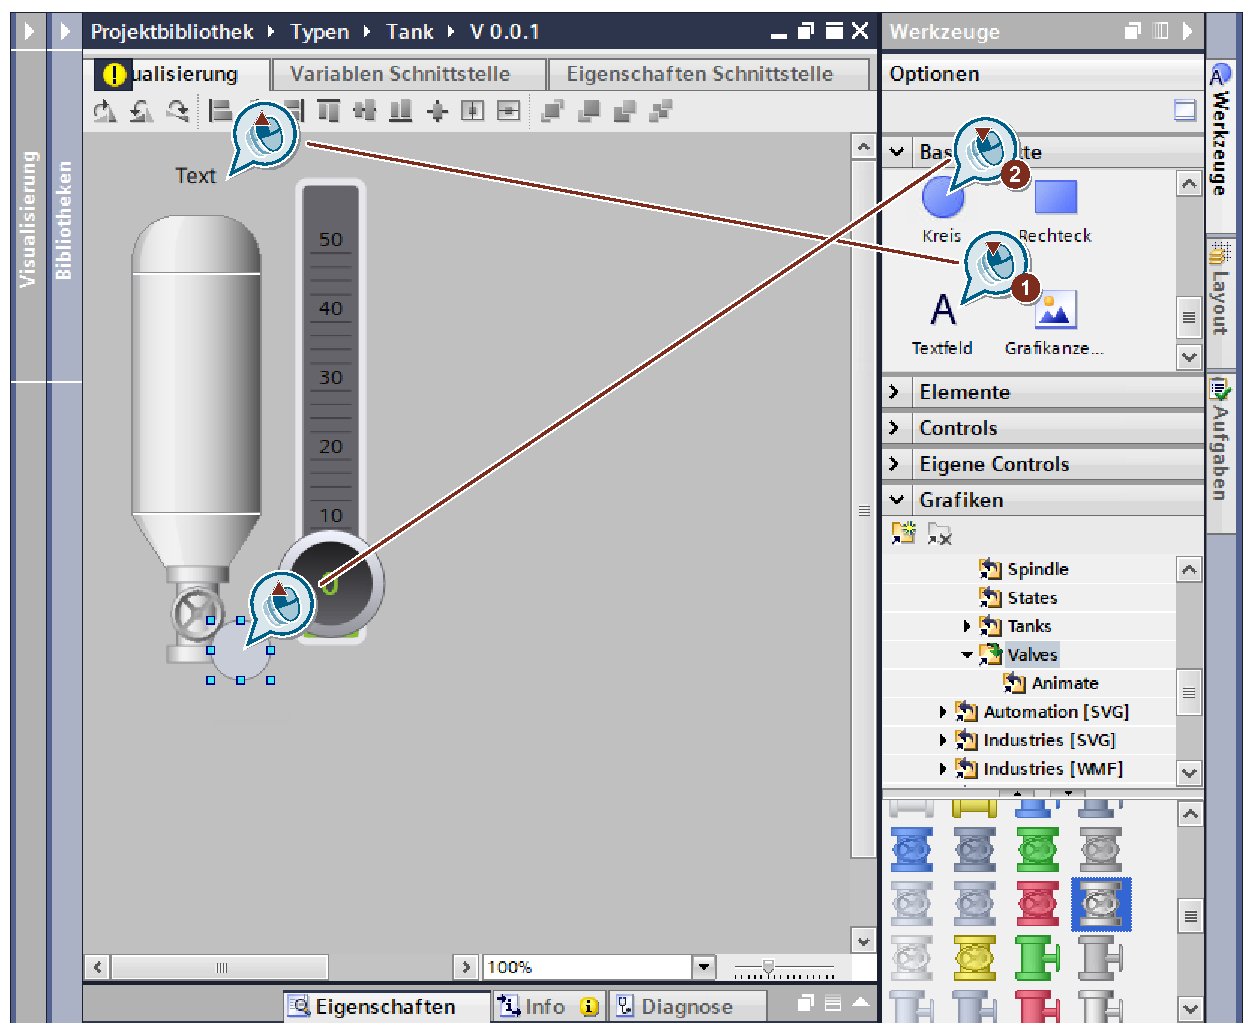 Projektbibliothek ▸ Typen ▸ Tank ▸ V 0.0.1
Werkzeuge
ualisierung
Variablen Schnittstelle
Eigenschaften Schnittstelle
Optionen
Visualisierung
Bibliotheken
Werkzeuge
Layout
Aufgaben
Bas te
2
Kreis
Rechteck
1
Textfeld
Grafikanze...
Elemente
Controls
Eigene Controls
Grafiken
Spindle
States
Tanks
Valves
Animate
Automation [SVG]
Industries [SVG]
Industries [WMF]
Text
50
40
30
20
10
0
100%
Eigenschaften
Info
Diagnose